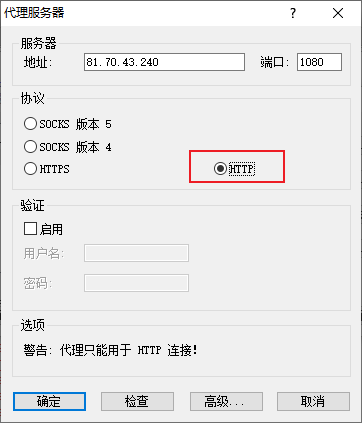 代理服务器
?
服务器
地址: 81.70.43.240 端口: 1080
协议
SOCKS 版本 5
SOCKS 版本 4
HTTPS HTTP
验证
启用
用户名:
密码:
选项
警告: 代理只能用于 HTTP 连接!
确定 检查 高级... 取消